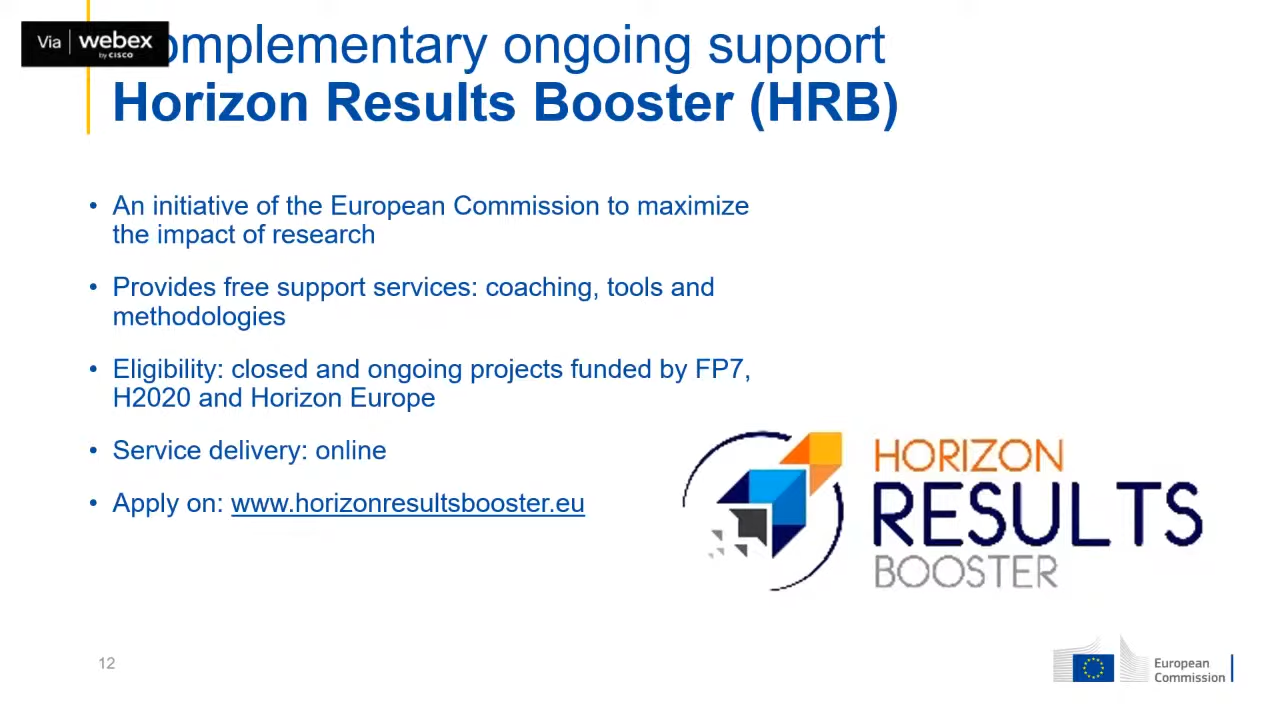 Via webex
by CISCO
omplementary ongoing support
Horizon Results Booster (HRB)
• An initiative of the European Commission to maximize
the impact of research
• Provides free support services: coaching, tools and
methodologies
• Eligibility: closed and ongoing projects funded by FP7,
H2020 and Horizon Europe
• Service delivery: online
• Apply on: www.horizonresultsbooster.eu
HORIZON
RESULTS
BOOSTER
12
European
Commission